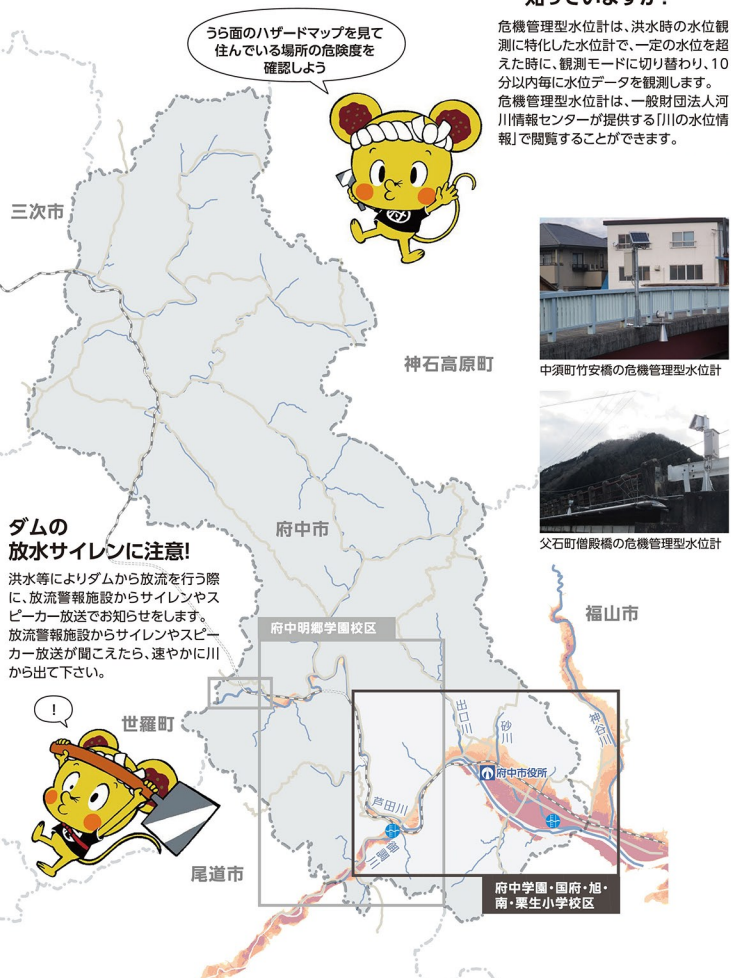 知っていますか?
危機管理型水位計は、洪水時の水位観
測に特化した水位計で、一定の水位を超
えた時に、観測モードに切り替わり、10
分以内毎に水位データを観測します。
危機管理型水位計は、一般財団法人河
川情報センターが提供する「川の水位情
報」で閲覧することができます。
うら面のハザードマップを見て
住んでいる場所の危険度を
確認しよう
三次市
神石高原町
中須町竹安橋の危機管理型水位計
父石町僧殿橋の危機管理型水位計
府中市
ダムの
放水サイレンに注意!
洪水等によりダムから放流を行う際
に、放流警報施設からサイレンやス
ピーカー放送でお知らせをします。
放流警報施設からサイレンやスピー
カー放送が聞こえたら、速やかに川
から出て下さい。
!
福山市
府中明郷学園校区
世羅町
出口川
砂川
神谷川
府中市役所
芦田川
御調川
尾道市
府中学園・国府・旭・
南・栗生小学校区